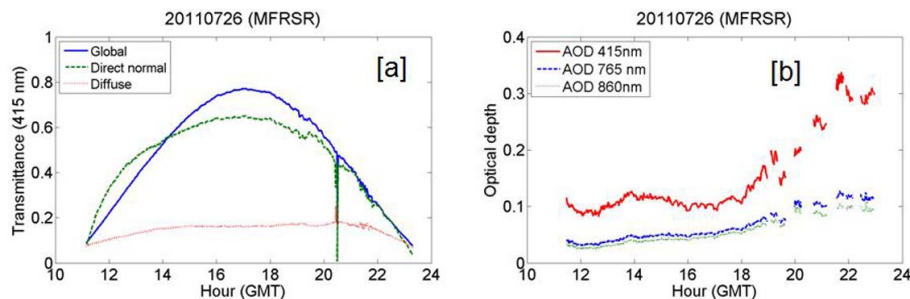 20110726 (MFRSR)
Transmittance (415 nm)
1
0.8
0.6
0.4
0.2
0
Global
Direct normal
Diffuse
[a]
10 12 14 16 18 20 22 24
Hour (GMT)
20110726 (MFRSR)
Optical depth
0.4
0.3
0.2
0.1
0
AOD 415nm
AOD 765 nm
AOD 860nm
[b]
10 12 14 16 18 20 22 24
Hour (GMT)